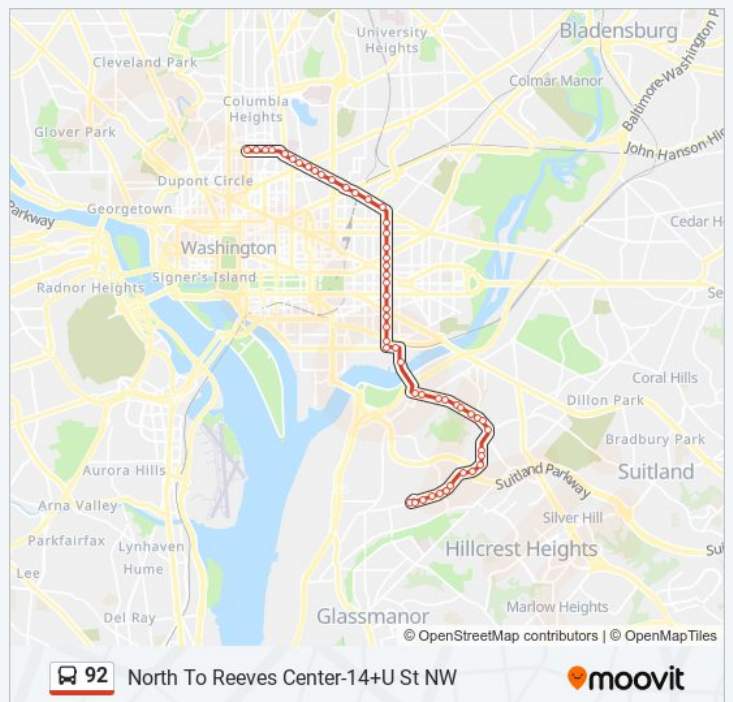 University
Heights
Bladensburg
Cleveland Park
Colmar Manor
Baltimore-Washington P
Columbia
Heights
Glover Park
John Hanson Hi
Dupont Circle
Parkway
Georgetown
Cedar H
Washington
Signer's Island
Radnor Heights
Se
Coral Hills
Dillon Park
Bradbury Park
Aurora Hills
Suitland Parkway
Suitland
Arna Valley
Silver Hill
Parkfairfax
Lynhaven
Hillcrest Heights
Su
Lee
Hume
Marlow Heights
Del Ray
Glassmanor
© OpenStreetMap contributors | © OpenMapTiles
92 North To Reeves Center-14+U St NW
moovit